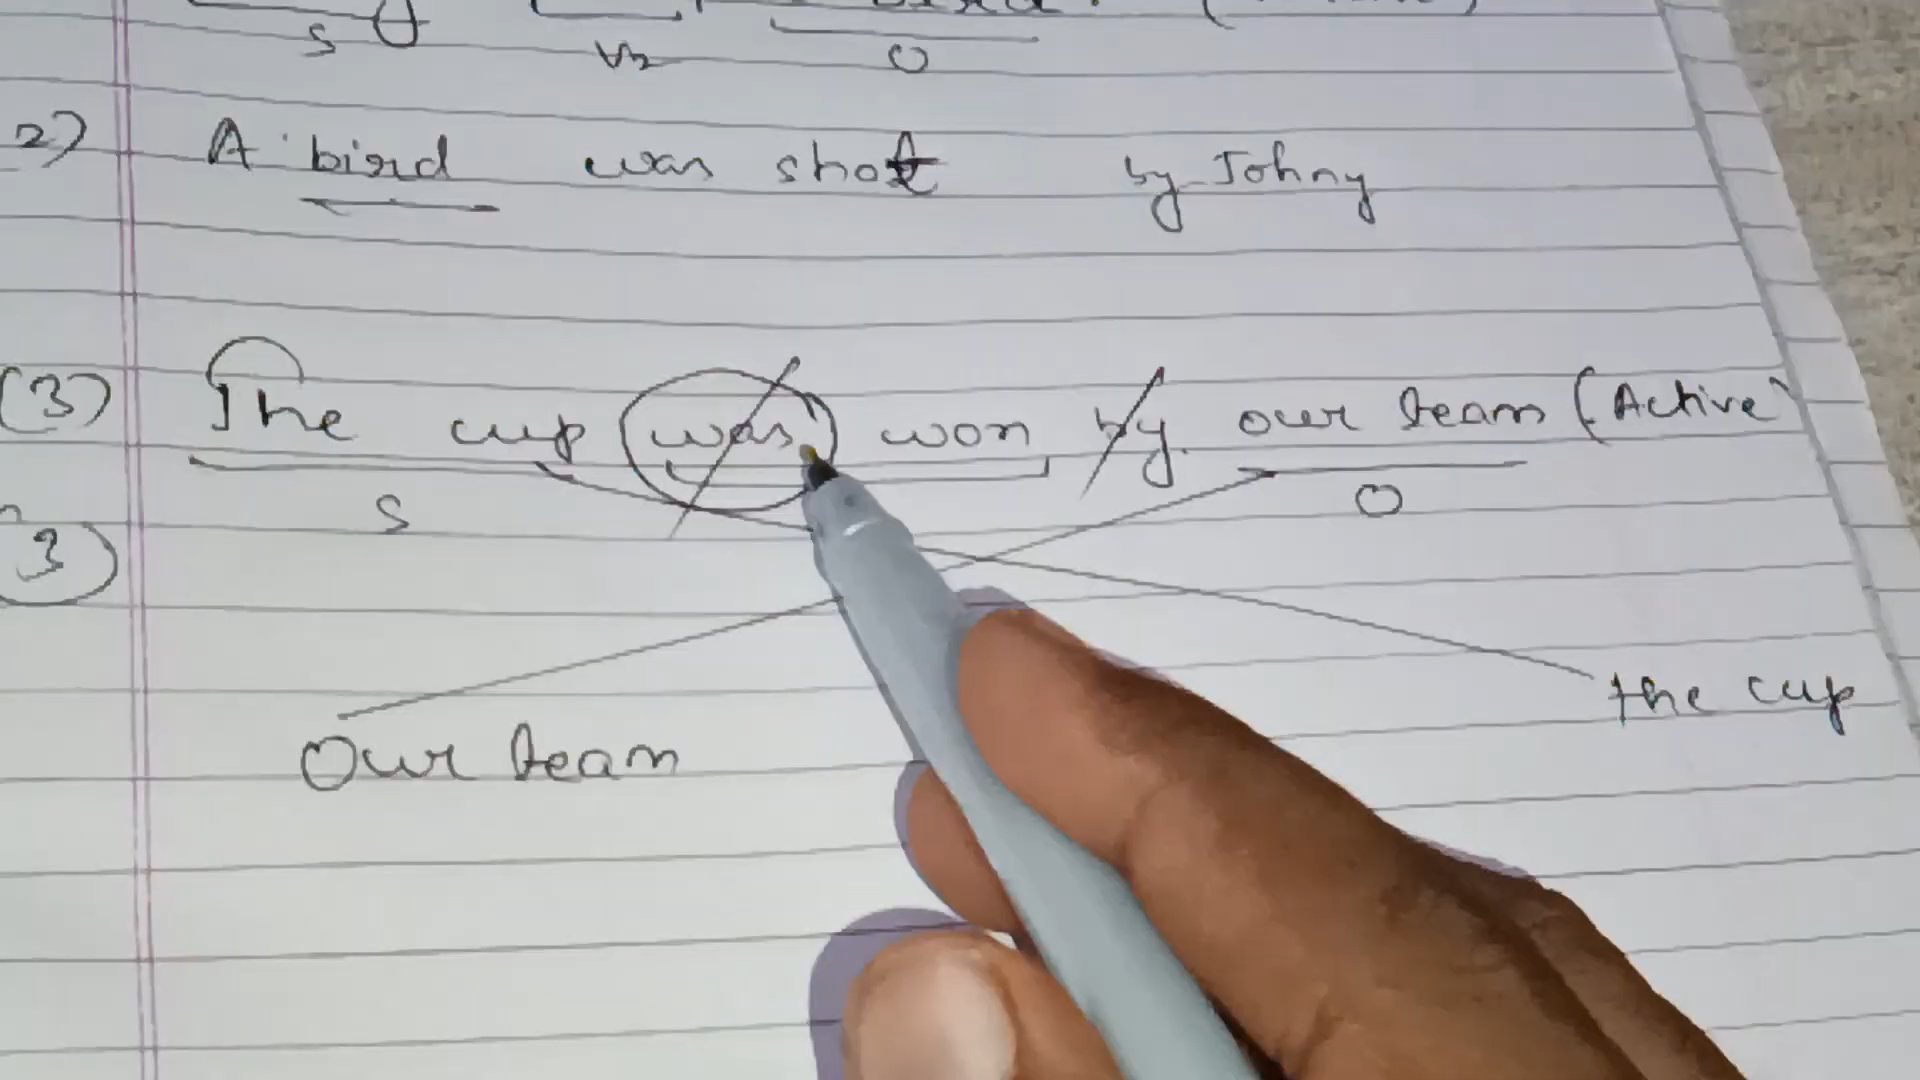 S V2 O
2) A bird was shot by Johny
(3) The cup was won by our team (Active)
S O
3)
the cup
Our team